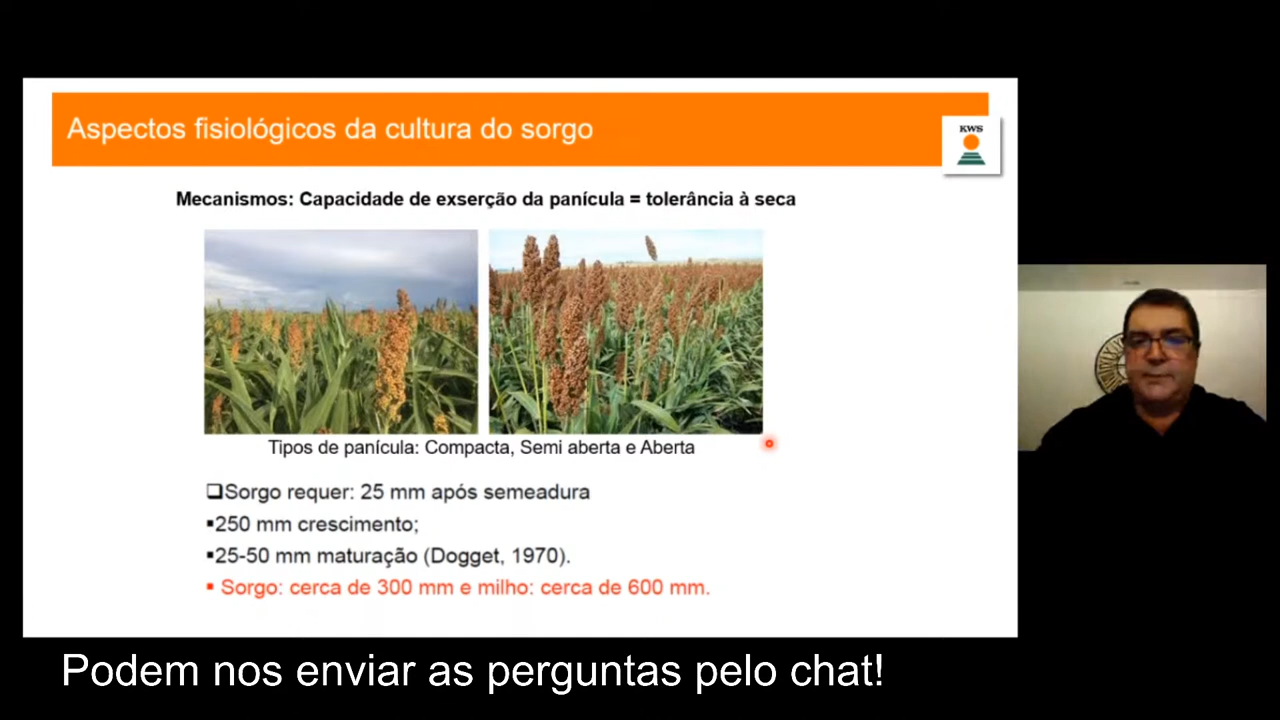 Aspectos fisiológicos da cultura do sorgo
KWS
Mecanismos: Capacidade de exserção da panícula = tolerância à seca
Tipos de panícula: Compacta, Semi aberta e Aberta
❑Sorgo requer: 25 mm após semeadura
▪250 mm crescimento;
▪25-50 mm maturação (Dogget, 1970).
▪ Sorgo: cerca de 300 mm e milho: cerca de 600 mm.
Podem nos enviar as perguntas pelo chat!